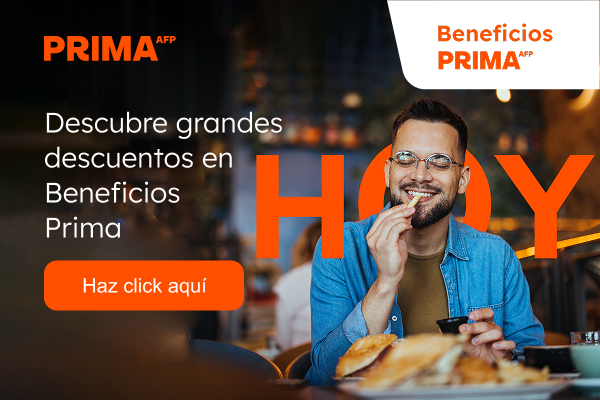 PRIMA AFP
Beneficios
PRIMA AFP
Descubre grandes
descuentos en
Beneficios
Prima
HOY
Haz click aquí